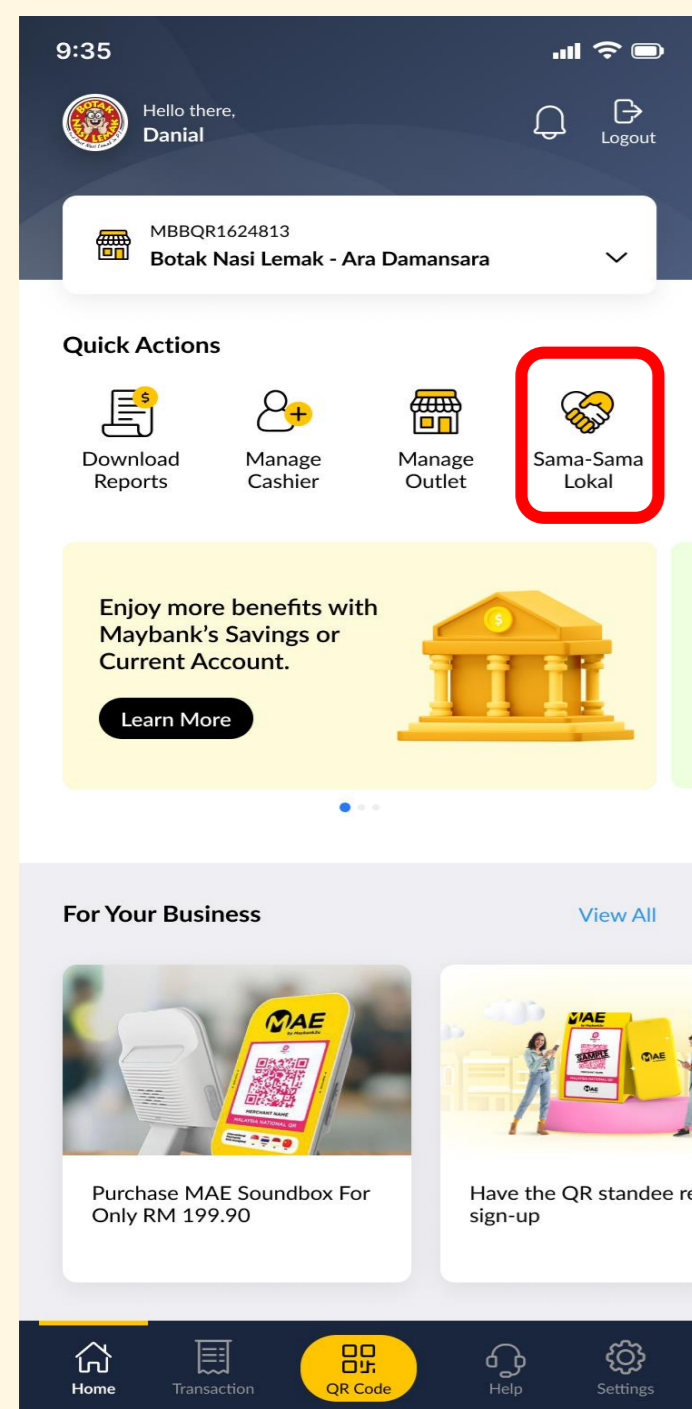 9:35
Hello there,
Danial
Logout
MBBQR1624813
Botak Nasi Lemak - Ara Damansara
Quick Actions
Download Reports
Manage Cashier
Manage Outlet
Sama-Sama Lokal
Enjoy more benefits with
Maybank's Savings or
Current Account.
Learn More
For Your Business
View All
MAE
MERCHANT NAME
MALAYSIA NATIONAL QR
MAE
SAMPLE
MAE
Purchase MAE Soundbox For
Only RM 199.90
Have the QR standee re
sign-up
Home
Transaction
QR Code
Help
Settings